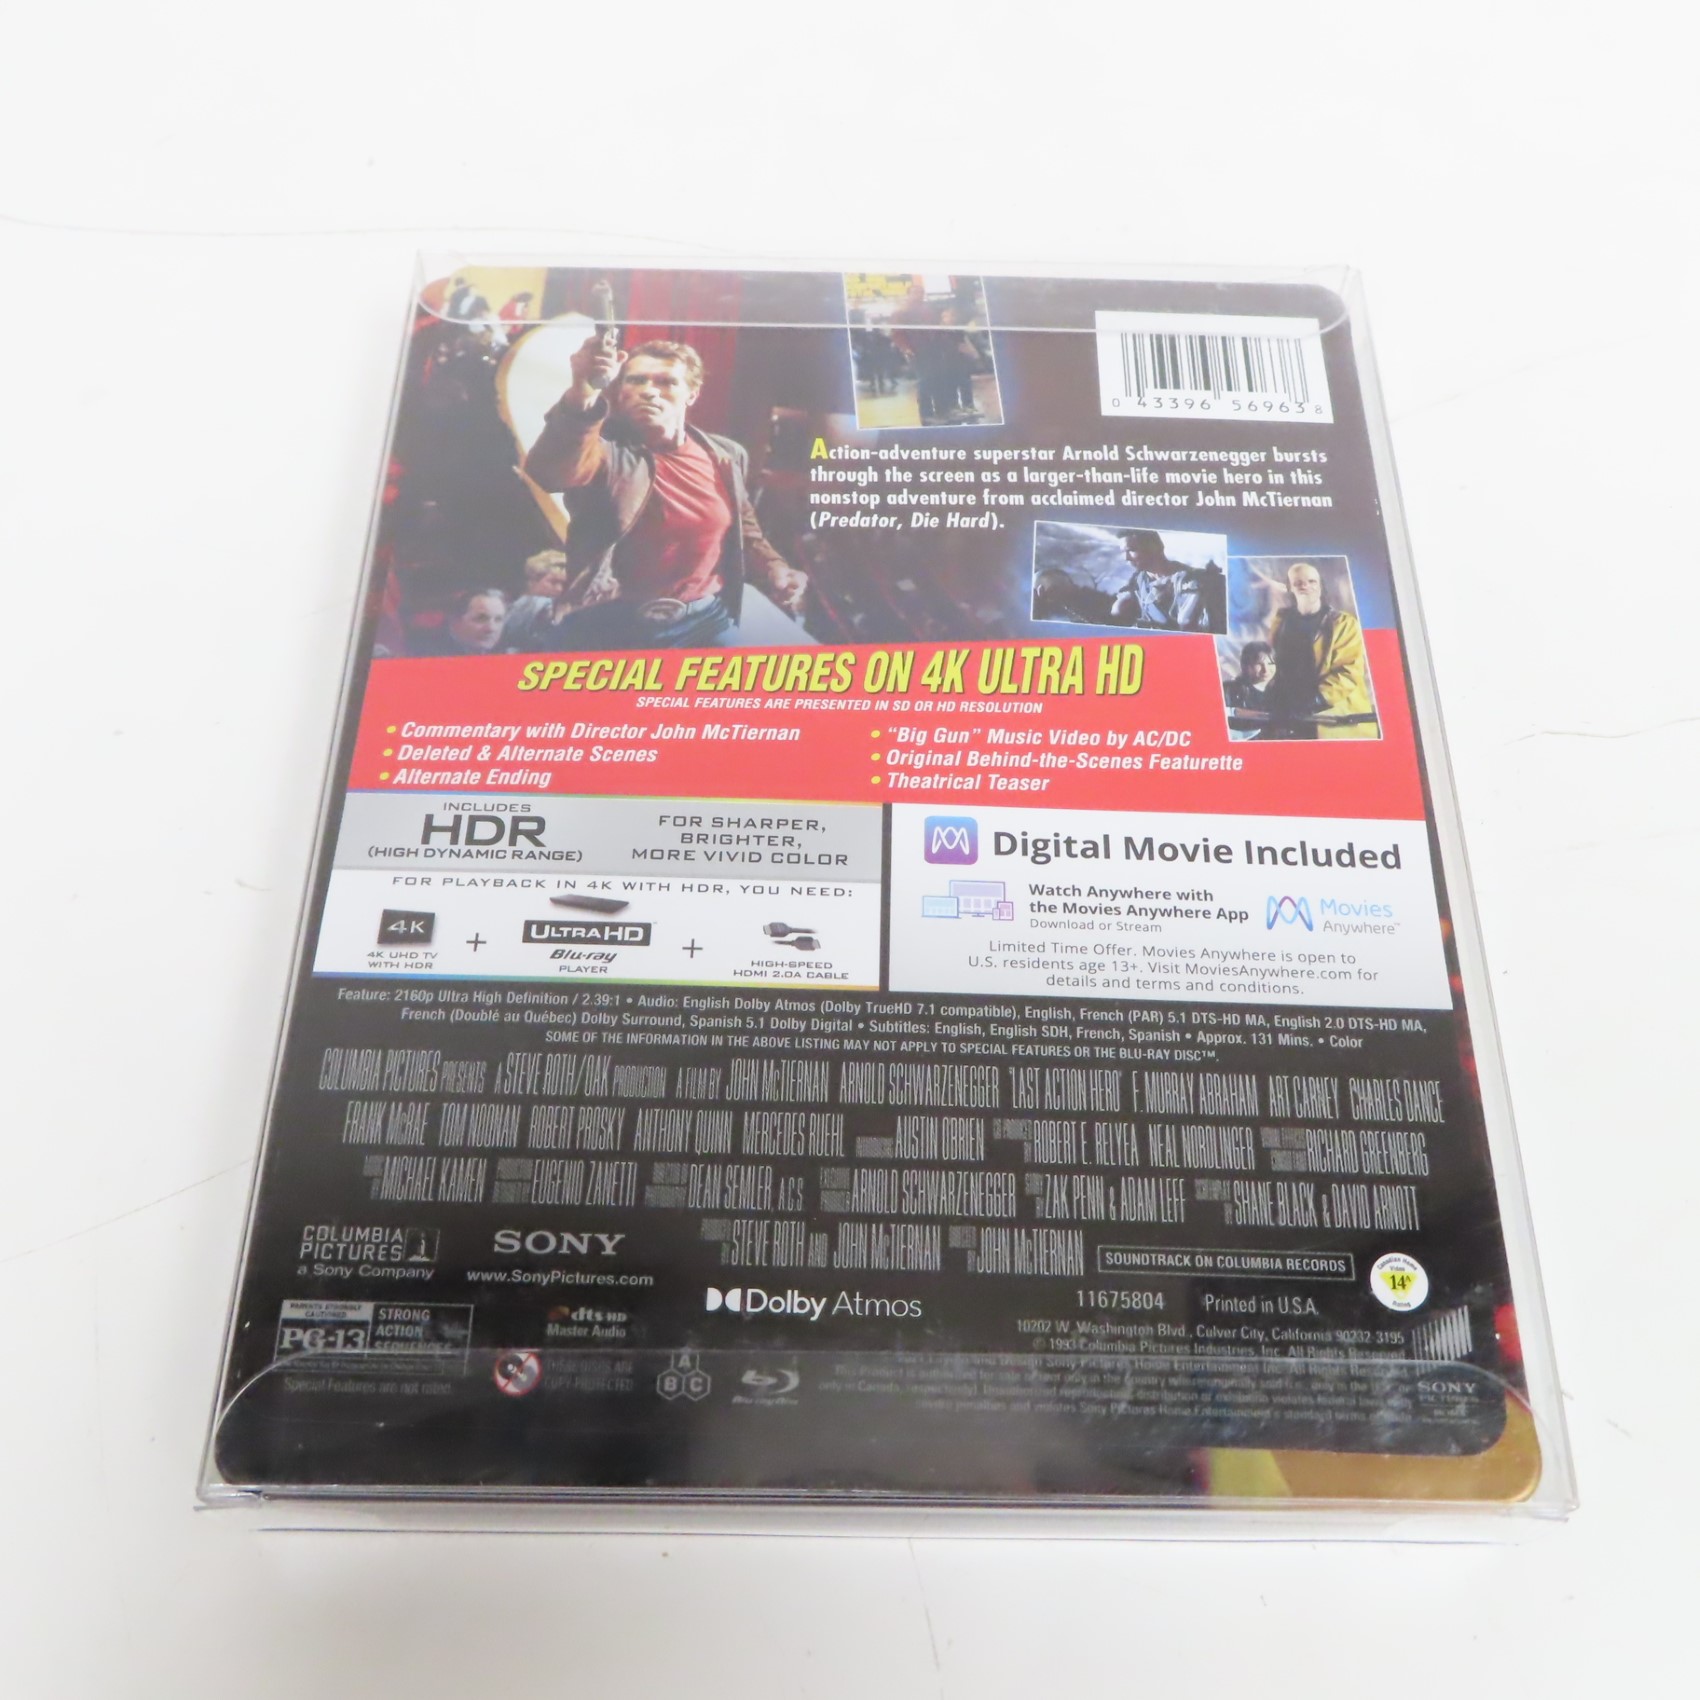 0 43396 56963 8
Action-adventure superstar Arnold Schwarzenegger bursts
through the screen as a larger-than-life movie hero in this
nonstop adventure from acclaimed director John McTiernan
(Predator, Die Hard).
SPECIAL FEATURES ON 4K ULTRA HD
SPECIAL FEATURES ARE PRESENTED IN SD OR HD RESOLUTION
• Commentary with Director John McTiernan
• Deleted & Alternate Scenes
• Alternate Ending
• "Big Gun" Music Video by AC/DC
• Original Behind-the-Scenes Featurette
• Theatrical Teaser
INCLUDES
HDR
(HIGH DYNAMIC RANGE)
FOR SHARPER,
BRIGHTER,
MORE VIVID COLOR
FOR PLAYBACK IN 4K WITH HDR, YOU NEED:
4K
4K UHD TV
WITH HDR
+
ULTRA HD
Blu-ray
PLAYER
+
HIGH-SPEED
HDMI 2.0A CABLE
Digital Movie Included
Watch Anywhere with
the Movies Anywhere App
Download or Stream
Movies
Anywhere™
Limited Time Offer. Movies Anywhere is open to
U.S. residents age 13+. Visit MoviesAnywhere.com for
details and terms and conditions.
Feature: 2160p Ultra High Definition / 2.39:1 • Audio: English Dolby Atmos (Dolby TrueHD 7.1 compatible), English, French (PAR) 5.1 DTS-HD MA, English 2.0 DTS-HD MA,
French (Doublé au Québec) Dolby Surround, Spanish 5.1 Dolby Digital • Subtitles: English, English SDH, French, Spanish • Approx. 131 Mins. • Color
SOME OF THE INFORMATION IN THE ABOVE LISTING MAY NOT APPLY TO SPECIAL FEATURES OR THE BLU-RAY DISC™.
COLUMBIA PICTURES PRESENTS A STEVE ROTH/OAK PRODUCTION A FILM BY JOHN McTIERNAN ARNOLD SCHWARZENEGGER "LAST ACTION HERO" F. MURRAY ABRAHAM ART CARNEY CHARLES DANCE
FRANK McRAE TOM NOONAN ROBERT PROSKY ANTHONY QUINN MERCEDES RUEHL AUSTIN O'BRIEN ROBERT E. RELYEA NEAL NORDLINGER RICHARD GREENBERG
MICHAEL KAMEN EUGENIO ZANETTI DEAN SEMLER, A.C.S. ARNOLD SCHWARZENEGGER ZAK PENN & ADAM LEFF SHANE BLACK & DAVID ARNOTT
STEVE ROTH AND JOHN McTIERNAN JOHN McTIERNAN SOUNDTRACK ON COLUMBIA RECORDS
COLUMBIA
PICTURES
a Sony Company
SONY
www.SonyPictures.com
Dolby Atmos
11675804 Printed in U.S.A.
Canadian Home
Video
14A
Rated
PARENTS STRONGLY
CAUTIONED
PG-13
STRONG
ACTION
SEQUENCES
Special Features are not rated.
dts HD
Master Audio
10202 W. Washington Blvd., Culver City, California 90232-3195
© 1993 Columbia Pictures Industries, Inc. All Rights Reserved.
THESE DISCS ARE
COPY PROTECTED
A
B C
Blu-ray Disc
SONY